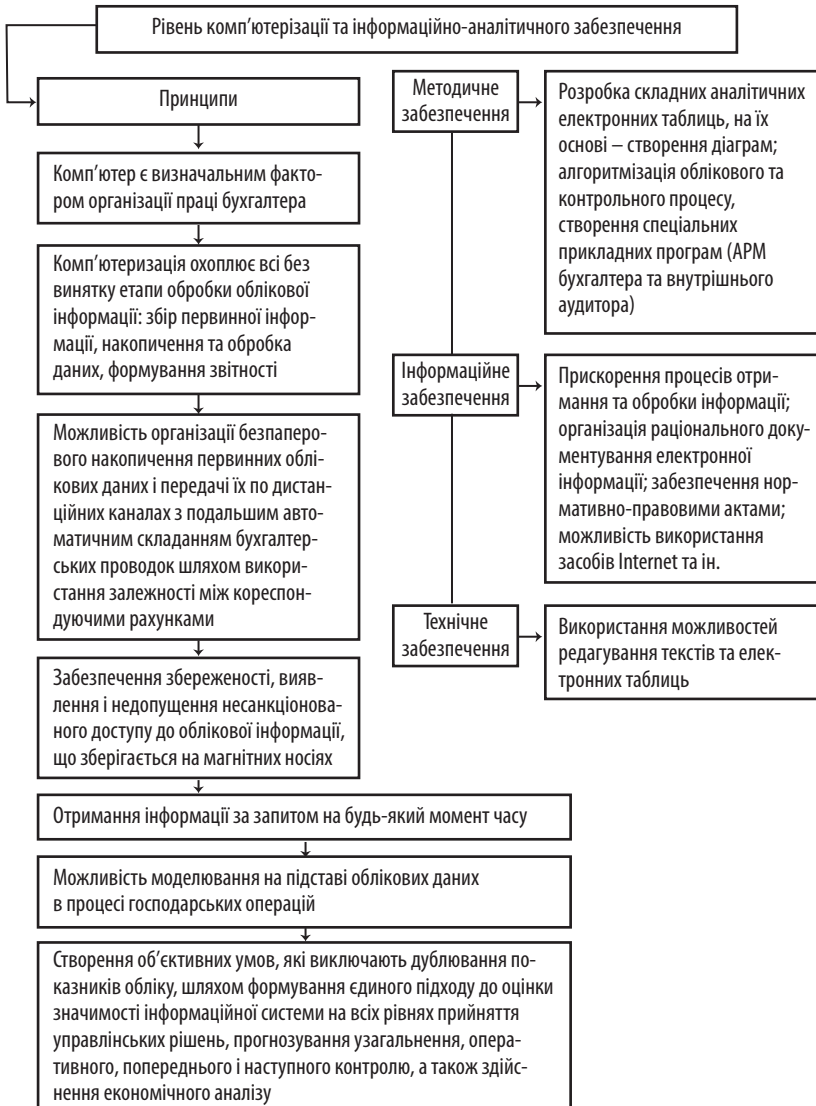 Рівень комп’ютерізації та інформаційно-аналітичного забезпечення
Принципи
Комп’ютер є визначальним факто-
ром організації праці бухгалтера
Комп’ютеризація охоплює всі без
винятку етапи обробки облікової
інформації: збір первинної інфор-
мації, накопичення та обробка
даних, формування звітності
Можливість організації безпаперо-
вого накопичення первинних облі-
кових даних і передачі їх по дистан-
ційних каналах з подальшим авто-
матичним складанням бухгалтер-
ських проводок шляхом викори-
стання залежності між кореспон-
дуючими рахунками
Забезпечення збереженості, вияв-
лення і недопущення несанкціонова-
ного доступу до облікової інформації,
що зберігається на магнітних носіях
Отримання інформації за запитом на будь-який момент часу
Можливість моделювання на підставі облікових даних
в процесі господарських операцій
Створення об’єктивних умов, які виключають дублювання по-
казників обліку, шляхом формування єдиного підходу до оцінки
значимості інформаційної системи на всіх рівнях прийняття
управлінських рішень, прогнозування узагальнення, опера-
тивного, попереднього і наступного контролю, а також здійс-
нення економічного аналізу
Методичне
забезпечення
Розробка складних аналітичних
електронних таблиць, на їх
основі – створення діаграм;
алгоритмізація облікового та
контрольного процесу,
створення спеціальних
прикладних програм (АРМ
бухгалтера та внутрішнього
аудитора)
Інформаційне
забезпечення
Прискорення процесів отри-
мання та обробки інформації;
організація раціонального доку-
ментування електронної
інформації; забезпечення нор-
мативно-правовими актами;
можливість використання
засобів Internet та ін.
Технічне
забезпечення
Використання можливостей
редагування текстів та елек-
тронних таблиць